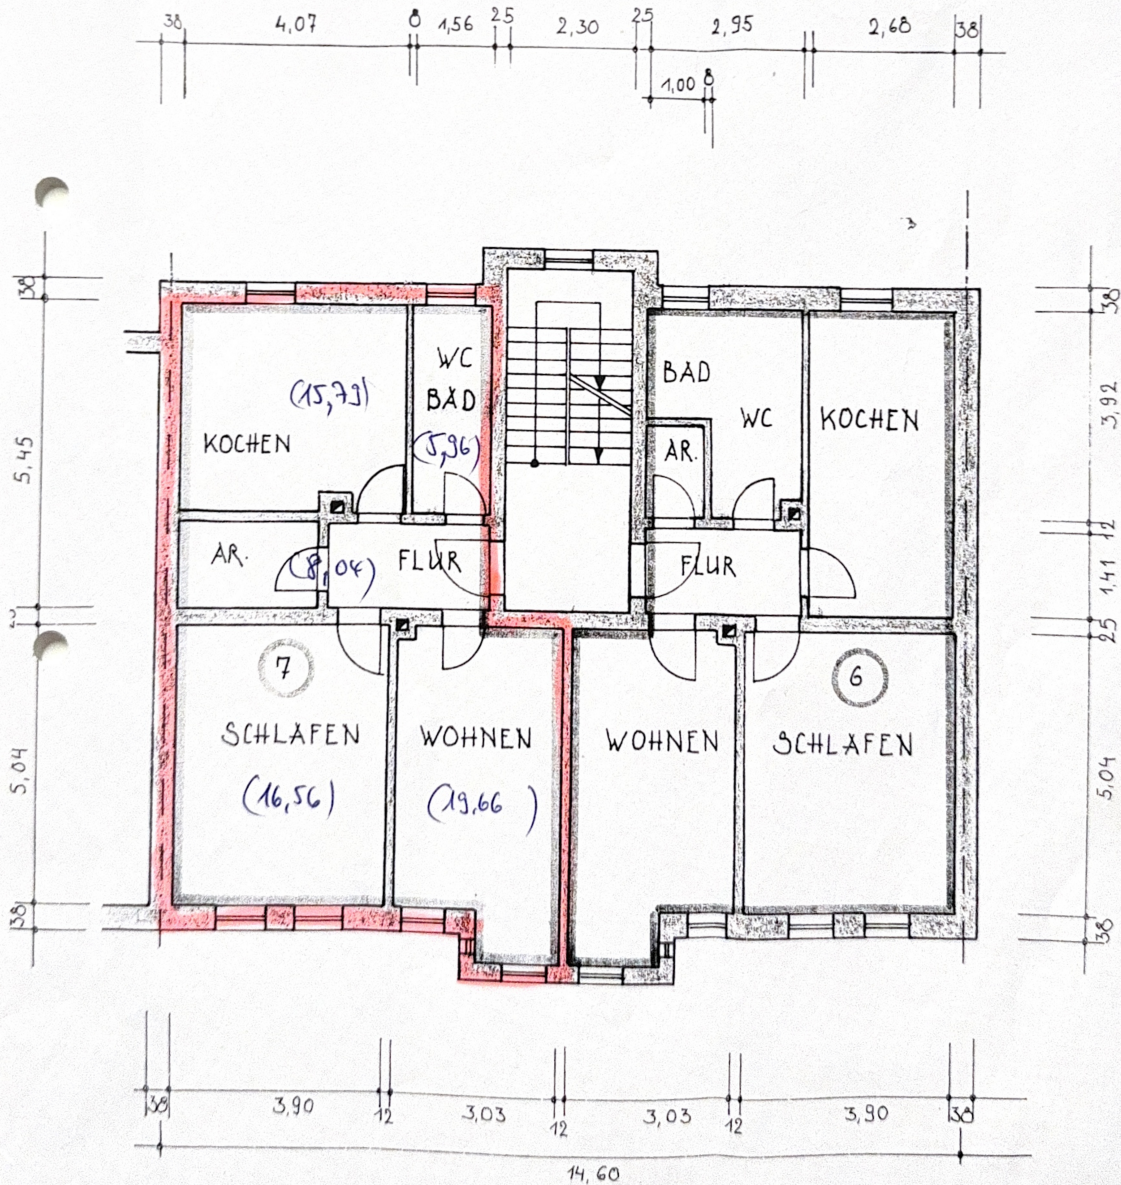 38 4,07 8 1,56 25 2,30 25 2,95 2,68 38
1,00 8
38
5,45
5,04
38
38
3,92
12
1,41
25
5,04
38
WC
BAD
(5,96)
(15,79)
KOCHEN
AR.
(8,04)
FLUR
BAD
WC
AR.
KOCHEN
FLUR
7
SCHLAFEN
(16,56)
WOHNEN
(19,66 )
WOHNEN
6
SCHLAFEN
38 3,90 12 3,03 12 3,03 12 3,90 38
14,60